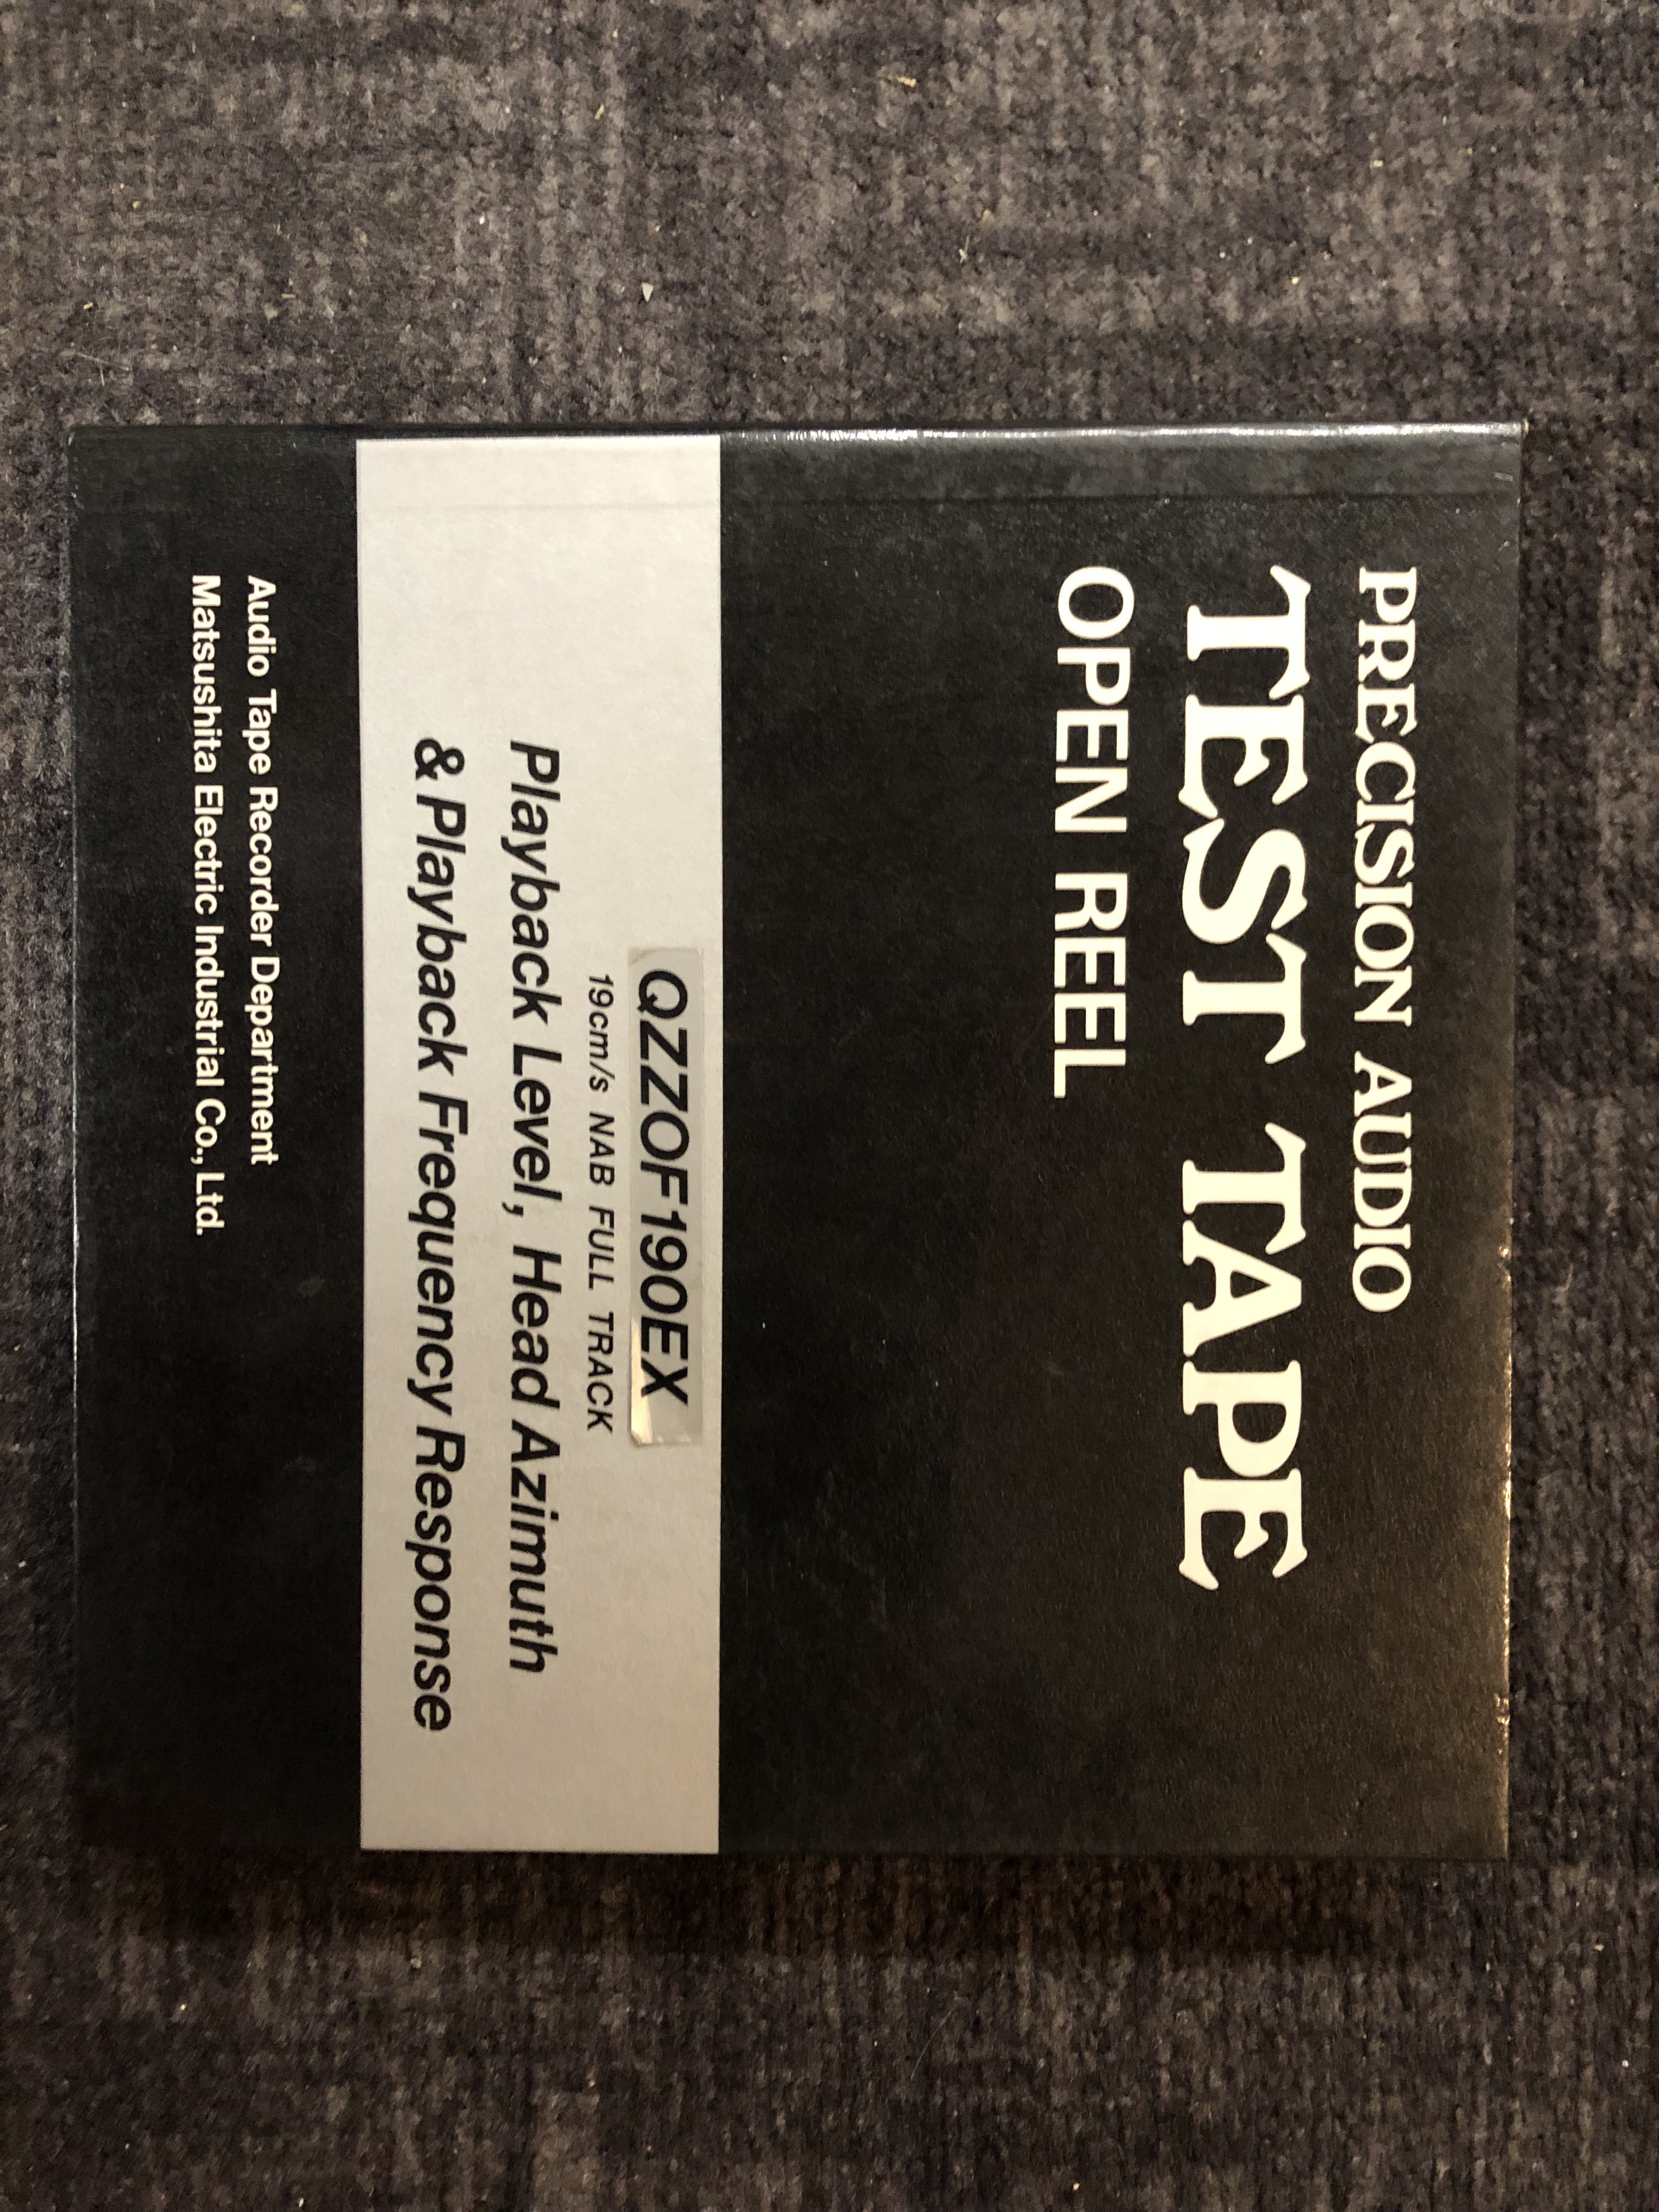 PRECISION AUDIO
TEST TAPE
OPEN REEL
QZZOF190EX
19cm/s NAB FULL TRACK
Playback Level, Head Azimuth
& Playback Frequency Response
Audio Tape Recorder Department
Matsushita Electric Industrial Co., Ltd.